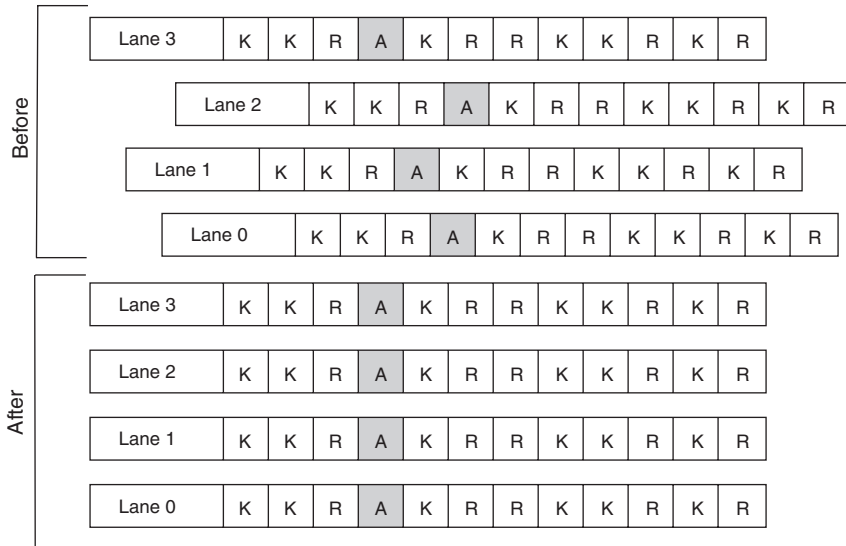 Before
Lane 3 K K R A K R R K K R K R
Lane 2 K K R A K R R K K R K R
Lane 1 K K R A K R R K K R K R
Lane 0 K K R A K R R K K R K R
After
Lane 3 K K R A K R R K K R K R
Lane 2 K K R A K R R K K R K R
Lane 1 K K R A K R R K K R K R
Lane 0 K K R A K R R K K R K R